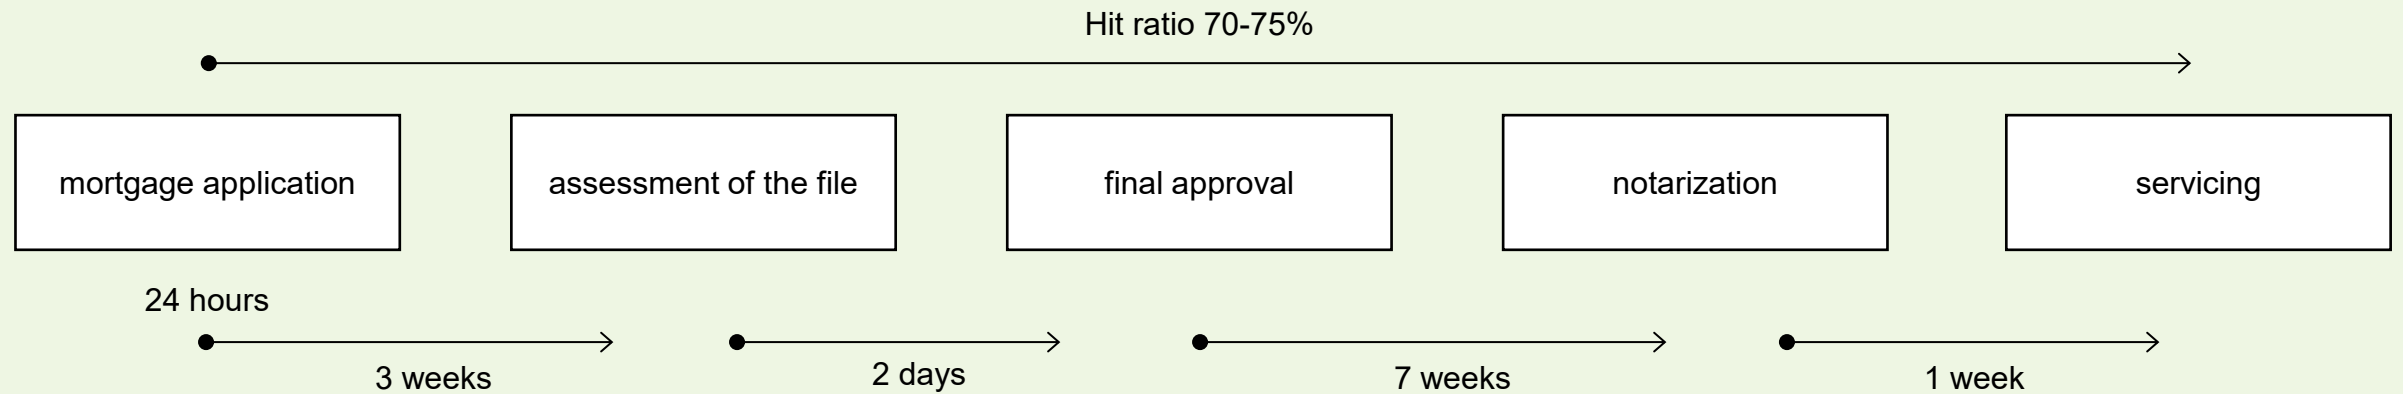 Hit ratio 70-75%
mortgage application
assessment of the file
final approval
notarization
servicing
24 hours
3 weeks
2 days
7 weeks
1 week